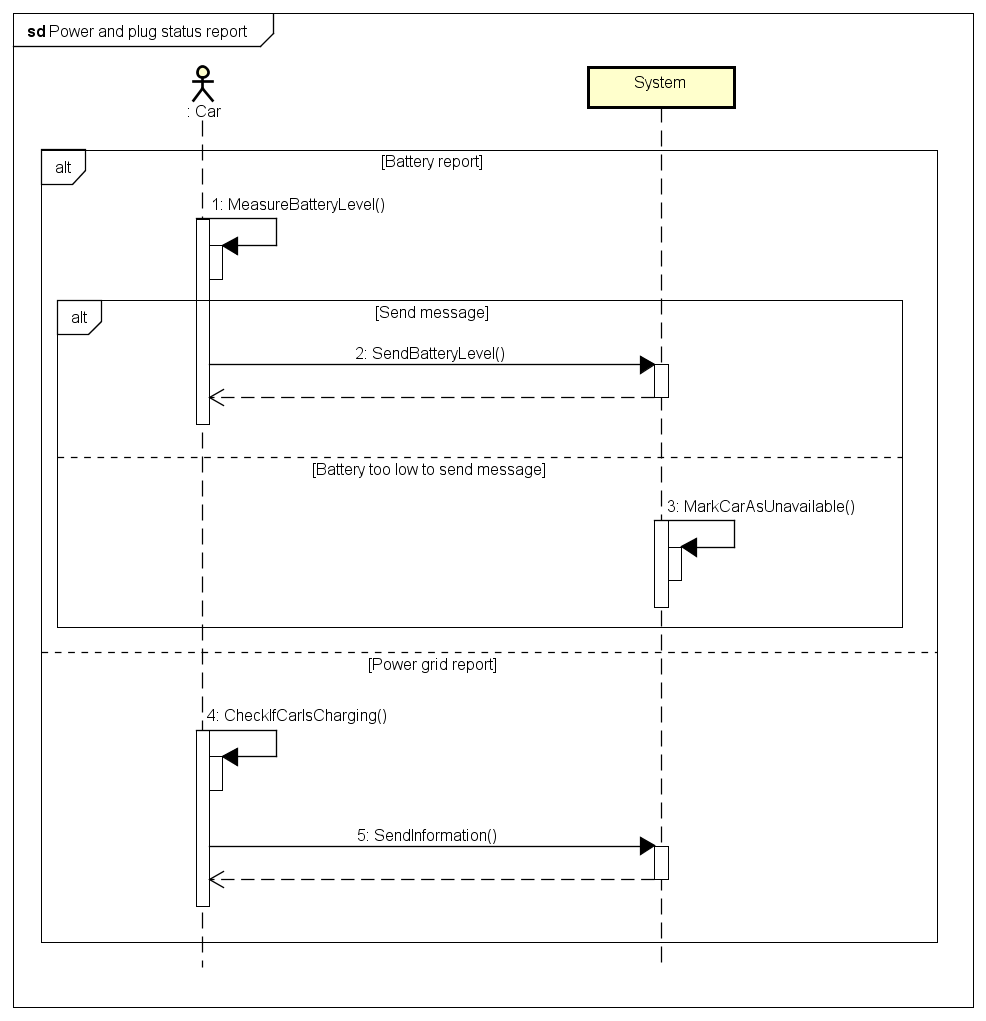 sd Power and plug status report
System
: Car
alt
[Battery report]
1: MeasureBatteryLevel()
alt
[Send message]
2: SendBatteryLevel()
[Battery too low to send message]
3: MarkCarAsUnavailable()
[Power grid report]
4: CheckIfCarIsCharging()
5: SendInformation()